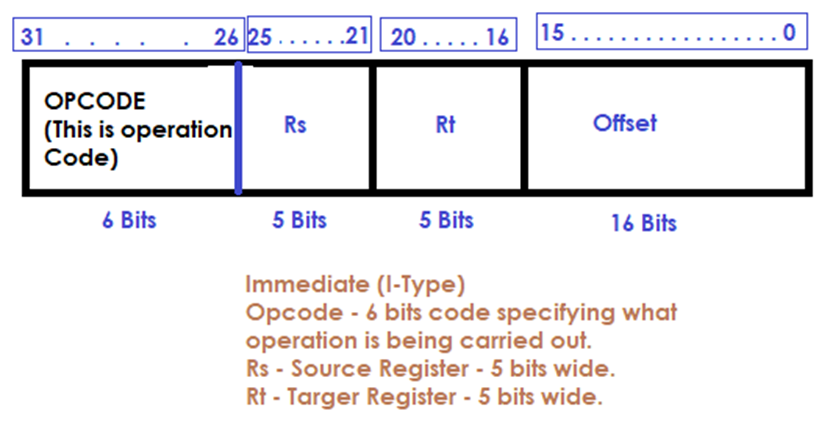 31 . . . . . 26 25 . . . . . . 21 20 . . . . . 16 15 . . . . . . . . . . . . . . . . . 0
OPCODE
(This is operation
Code)
Rs
Rt
Offset
6 Bits 5 Bits 5 Bits 16 Bits
Immediate (I-Type)
Opcode - 6 bits code specifying what
operation is being carried out.
Rs - Source Register - 5 bits wide.
Rt - Targer Register - 5 bits wide.